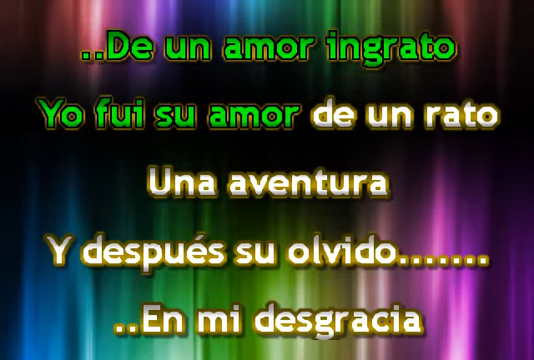 ..De un amor ingrato
Yo fui su amor de un rato
Una aventura
Y después su olvido.......
..En mi desgracia